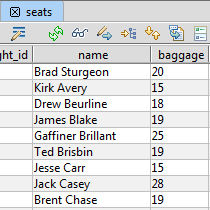 seats
ght_id name baggage
Brad Sturgeon 20
Kirk Avery 15
Drew Beurline 18
James Blake 19
Gaffiner Brillant 25
Ted Brisbin 19
Jesse Carr 15
Jack Casey 28
Brent Chase 19